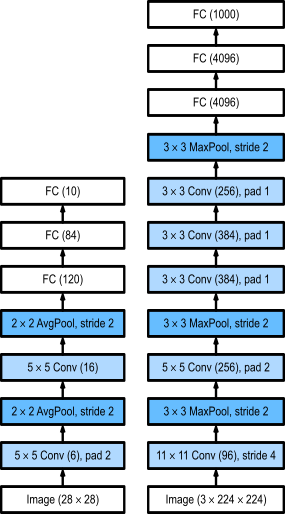 FC (1000)
FC (4096)
FC (4096)
3 × 3 MaxPool, stride 2
3 × 3 Conv (256), pad 1
3 × 3 Conv (384), pad 1
3 × 3 Conv (384), pad 1
3 × 3 MaxPool, stride 2
5 × 5 Conv (256), pad 2
3 × 3 MaxPool, stride 2
11 × 11 Conv (96), stride 4
Image (3 × 224 × 224)
FC (10)
FC (84)
FC (120)
2 × 2 AvgPool, stride 2
5 × 5 Conv (16)
2 × 2 AvgPool, stride 2
5 × 5 Conv (6), pad 2
Image (28 × 28)